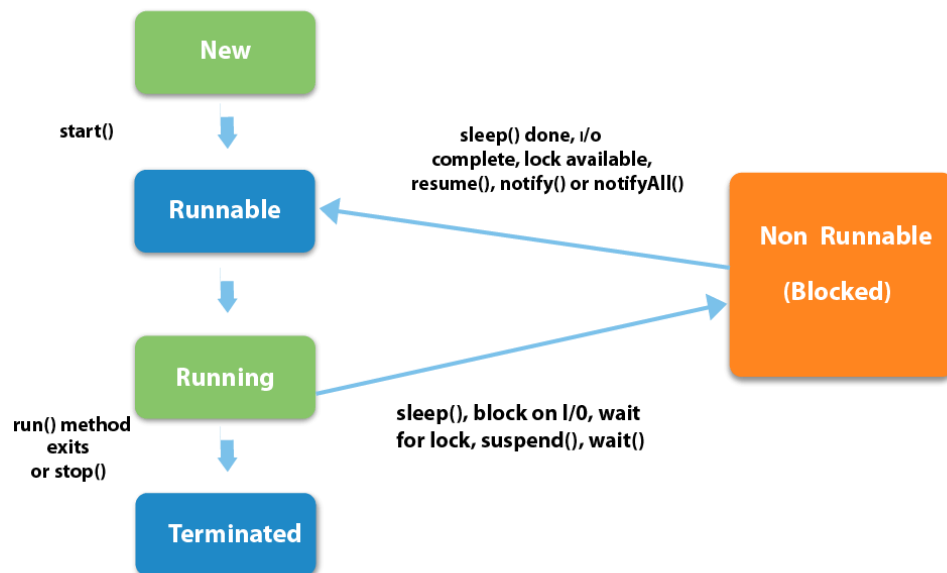 New
start()
sleep() done, I/o
complete, lock available,
resume(), notify() or notifyAll()
Runnable
Non Runnable
(Blocked)
Running
sleep(), block on I/0, wait
for lock, suspend(), wait()
run() method
exits
or stop()
Terminated